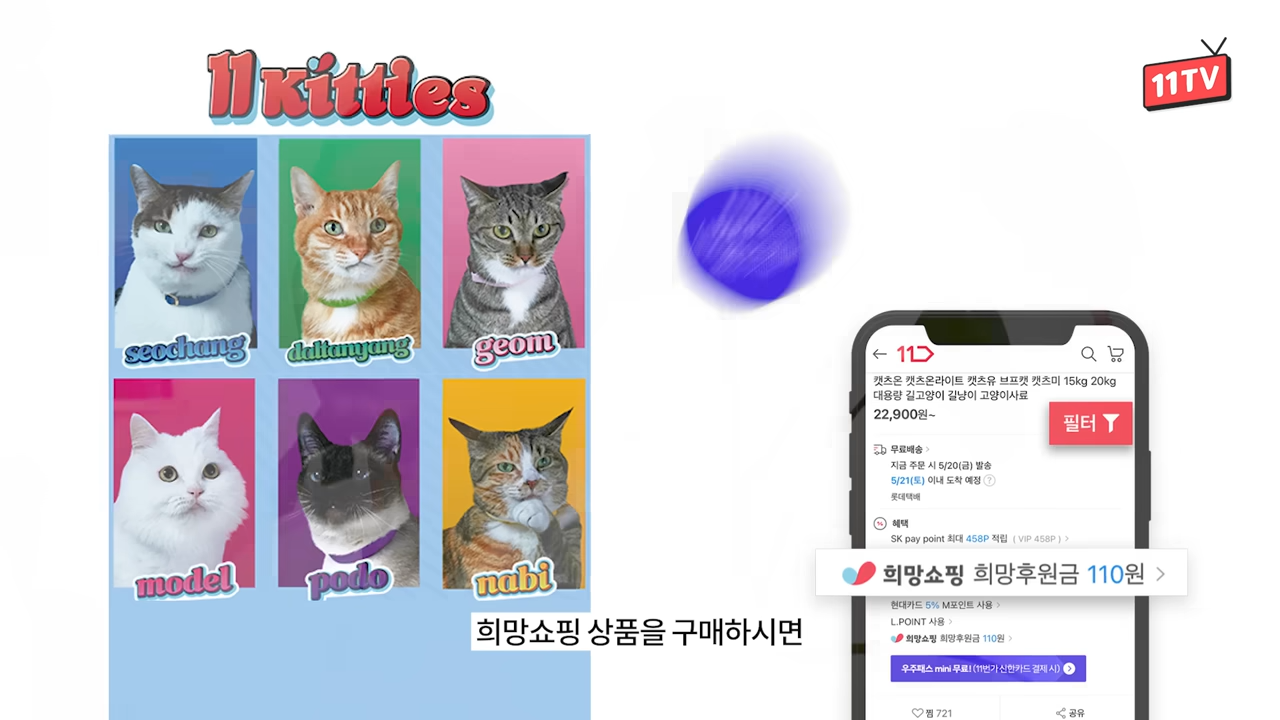 11 Kitties
11TV
seochang
daltanyang
geom
model
podo
nabi
희망쇼핑 상품을 구매하시면
11
캣츠온 캣츠온라이트 캣츠유 브프캣 캣츠미 15kg 20kg
대용량 길고양이 길냥이 고양이사료
22,900원~
필터
무료배송 >
지금 주문 시 5/20(금) 발송
5/21(토) 이내 도착 예정 ?
롯데택배
% 혜택
SK pay point 최대 458P 적립 ( VIP 458P ) >
희망쇼핑 희망후원금 110원 >
현대카드 5% M포인트 사용 >
L.POINT 사용 >
희망쇼핑 희망후원금 110원 >
우주패스 mini 무료! (11번가 신한카드 결제 시) >
찜 721
공유